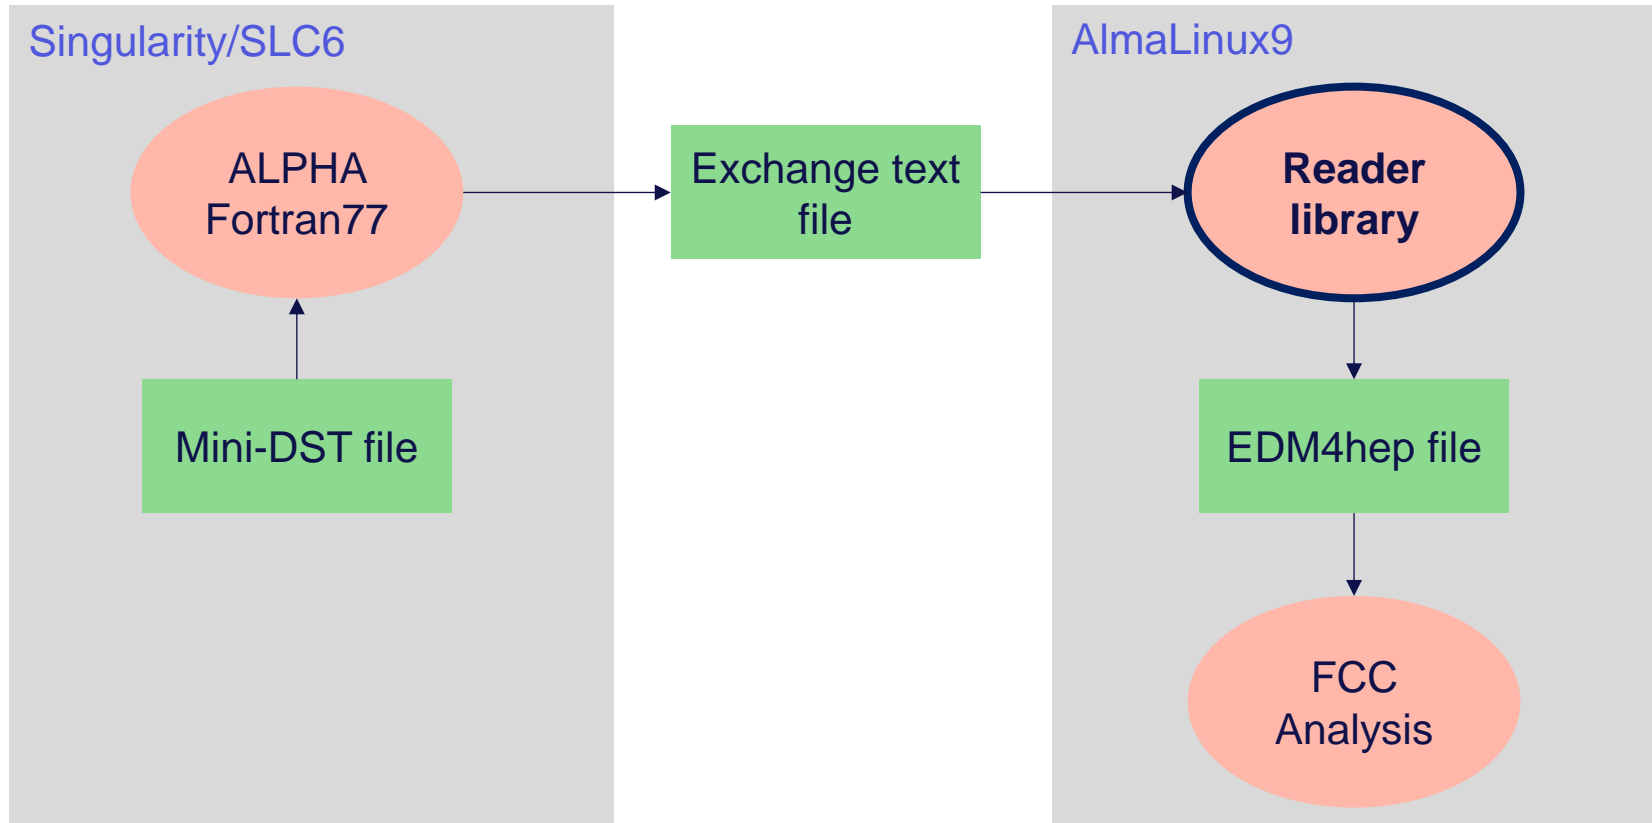 Singularity/SLC6
ALPHA
Fortran77
Mini-DST file
Exchange text
file
AlmaLinux9
Reader
library
EDM4hep file
FCC
Analysis